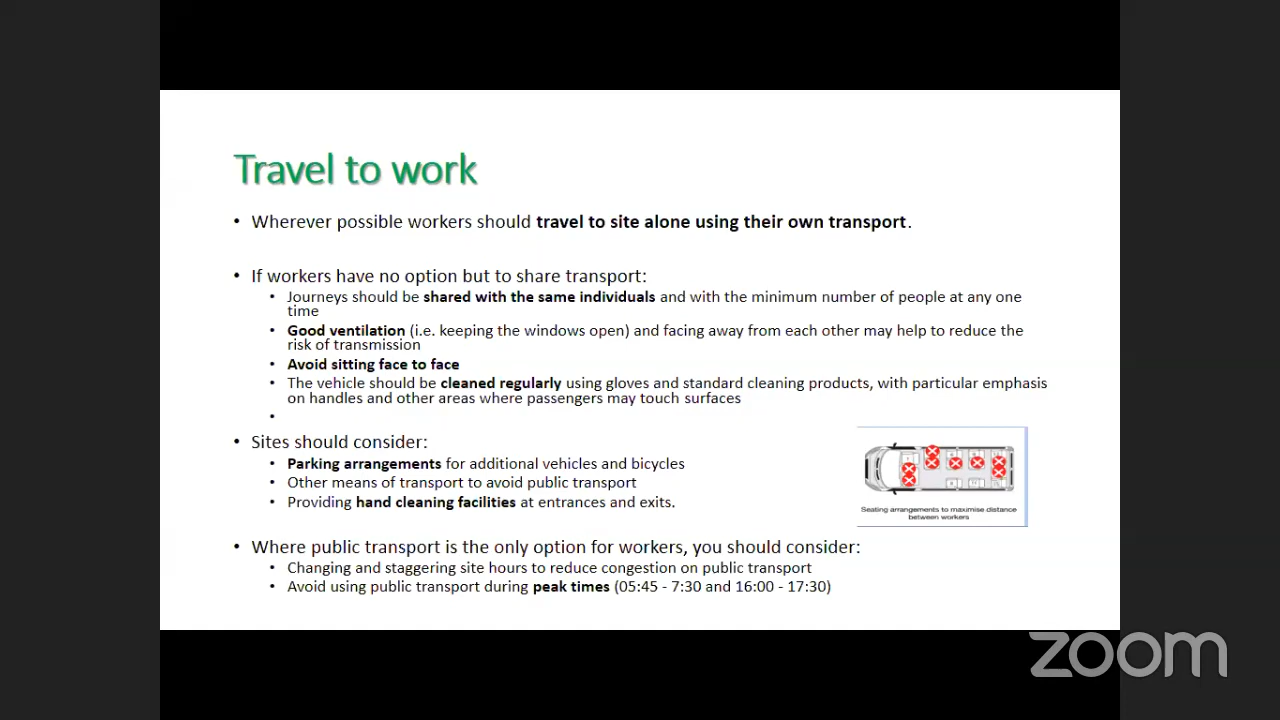 Travel to work
• Wherever possible workers should travel to site alone using their own transport.
• If workers have no option but to share transport:
• Journeys should be shared with the same individuals and with the minimum number of people at any one
time
• Good ventilation (i.e. keeping the windows open) and facing away from each other may help to reduce the
risk of transmission
• Avoid sitting face to face
• The vehicle should be cleaned regularly using gloves and standard cleaning products, with particular emphasis
on handles and other areas where passengers may touch surfaces
•
• Sites should consider:
• Parking arrangements for additional vehicles and bicycles
• Other means of transport to avoid public transport
• Providing hand cleaning facilities at entrances and exits.
Seating arrangements to maximise distance
between workers
• Where public transport is the only option for workers, you should consider:
• Changing and staggering site hours to reduce congestion on public transport
• Avoid using public transport during peak times (05:45 - 7:30 and 16:00 - 17:30)
zoom